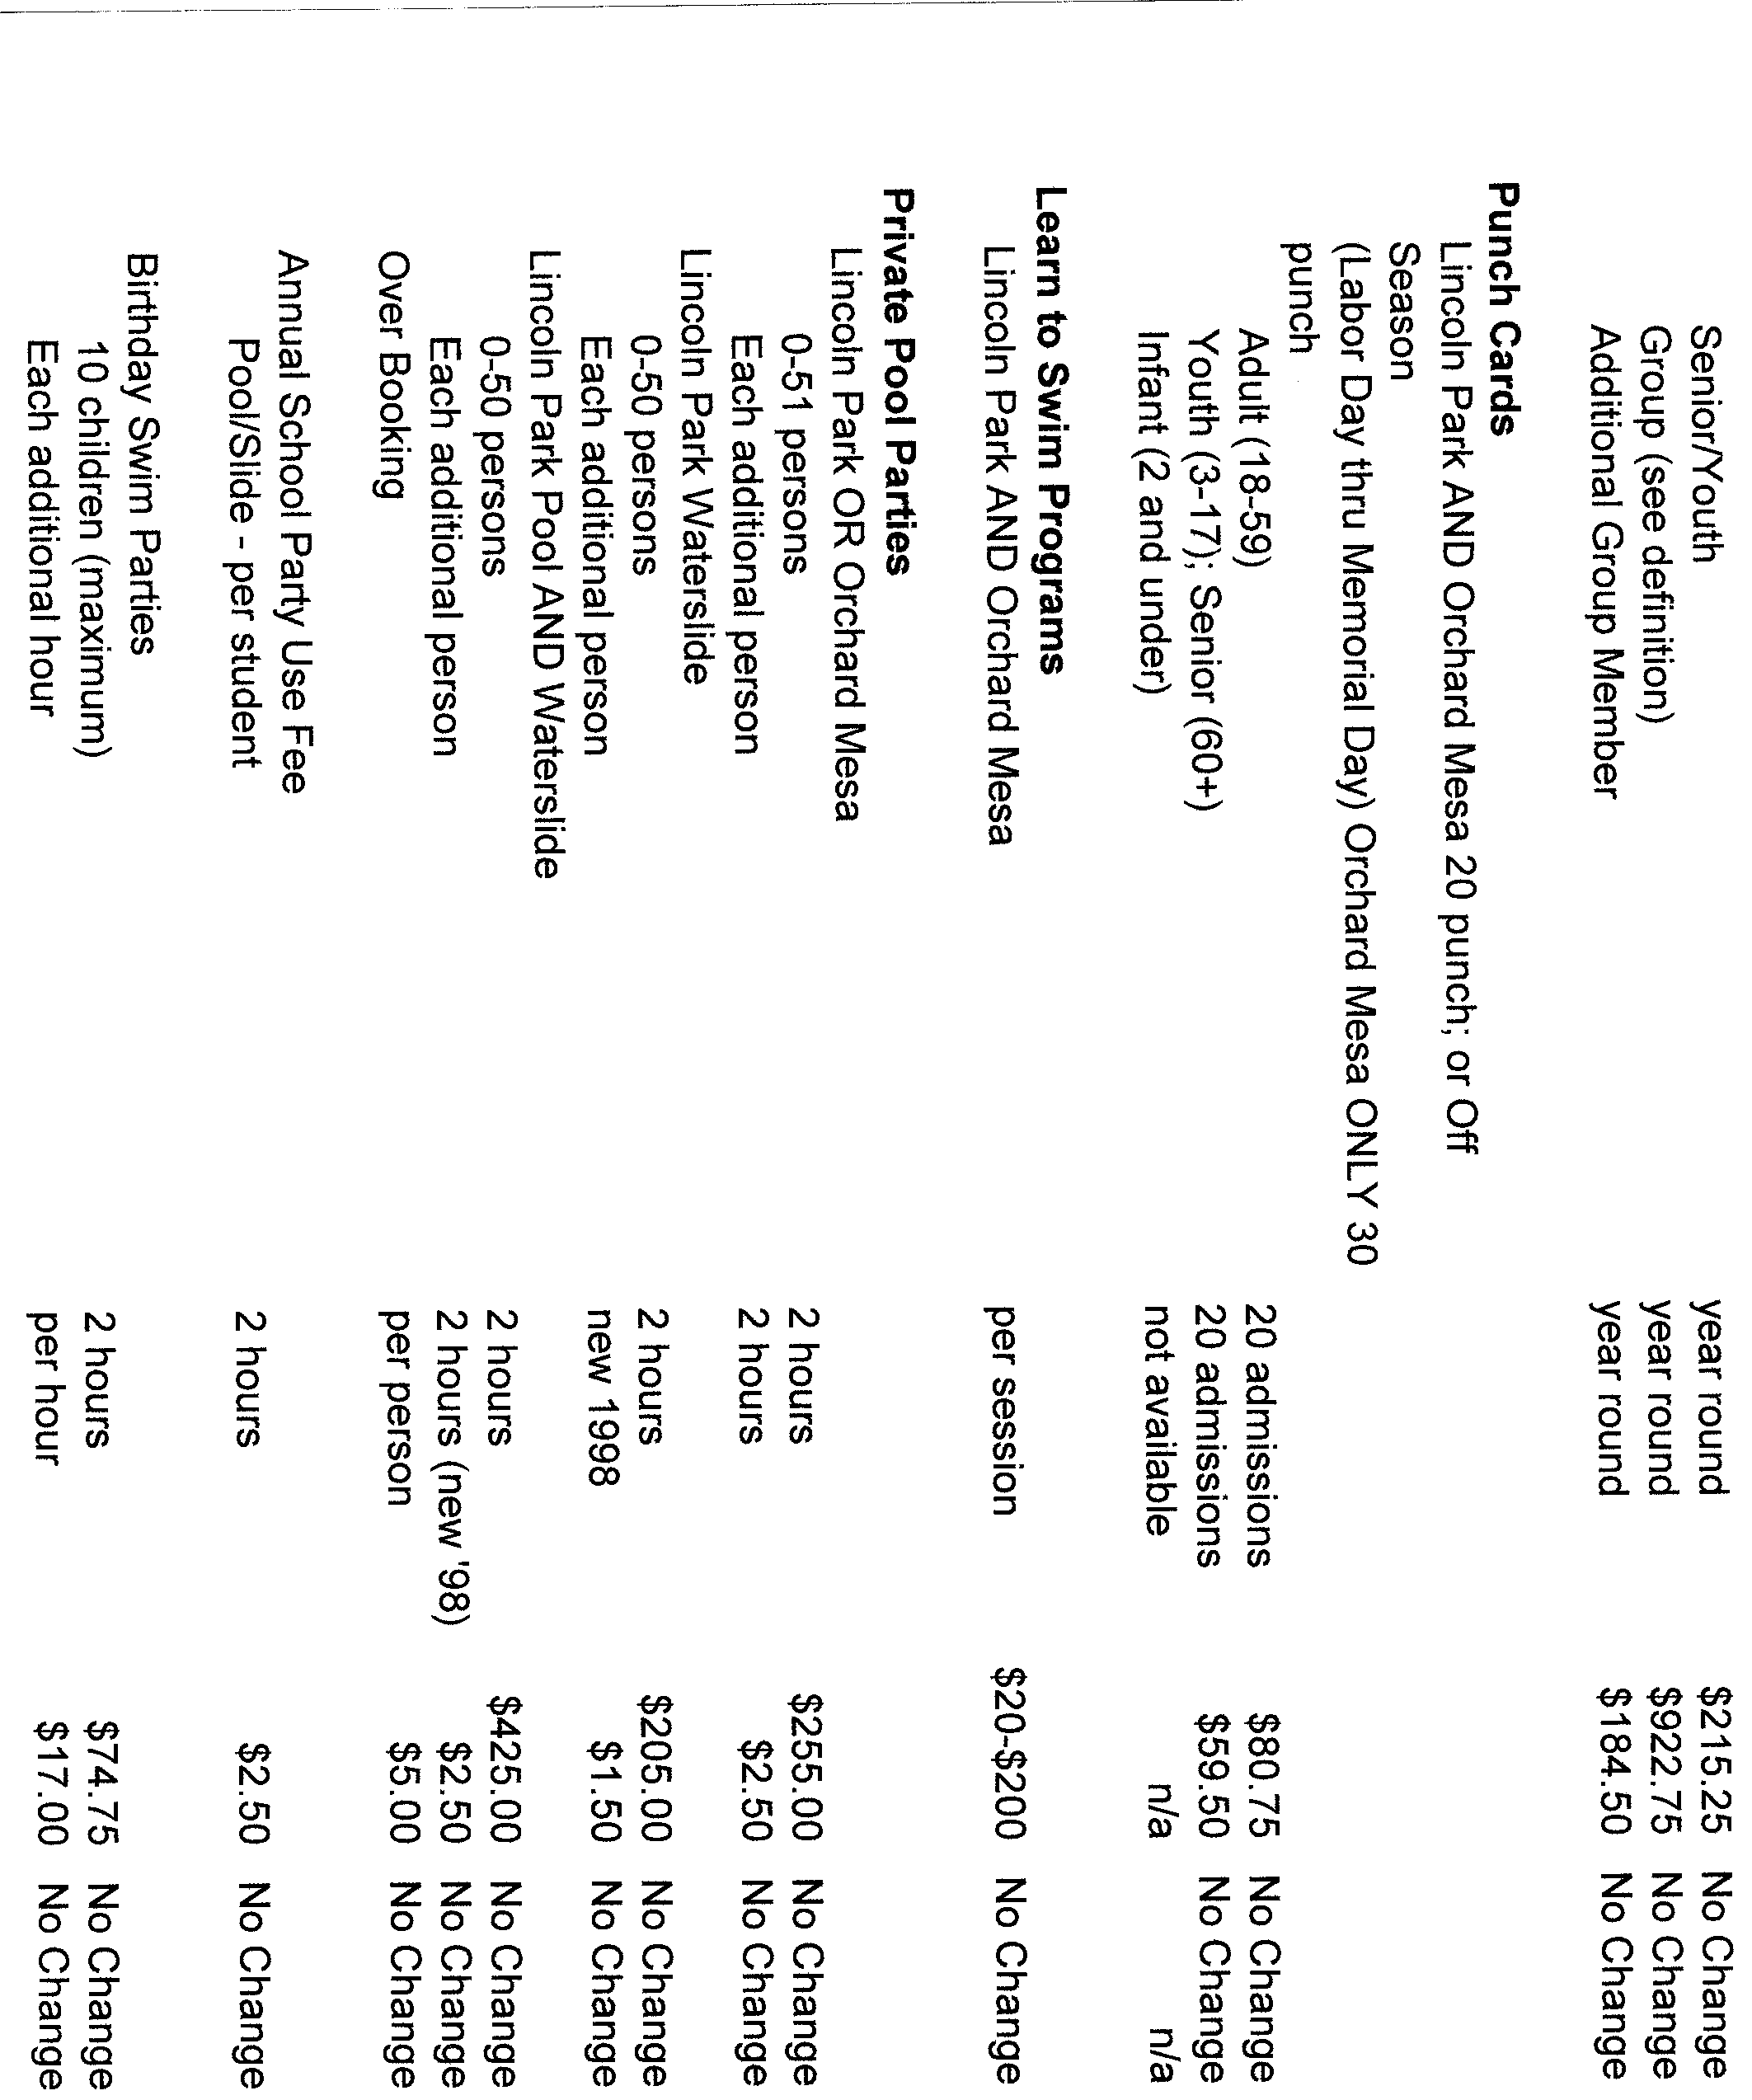 Senior/Youth year round $215.25 No Change
Group (see definition) year round $922.75 No Change
Additional Group Member year round $184.50 No Change
Punch Cards
Lincoln Park AND Orchard Mesa 20 punch; or Off
Season
(Labor Day thru Memorial Day) Orchard Mesa ONLY 30
punch
Adult (18-59) 20 admissions $80.75 No Change
Youth (3-17); Senior (60+) 20 admissions $59.50 No Change
Infant (2 and under) not available n/a n/a
Learn to Swim Programs
Lincoln Park AND Orchard Mesa per session $20-$200 No Change
Private Pool Parties
Lincoln Park OR Orchard Mesa
0-51 persons 2 hours $255.00 No Change
Each additional person 2 hours $2.50 No Change
Lincoln Park Waterslide
0-50 persons 2 hours $205.00 No Change
Each additional person new 1998 $1.50 No Change
Lincoln Park Pool AND Waterslide
0-50 persons 2 hours $425.00 No Change
Each additional person 2 hours (new '98) $2.50 No Change
Over Booking per person $5.00 No Change
Annual School Party Use Fee
Pool/Slide - per student 2 hours $2.50 No Change
Birthday Swim Parties
10 children (maximum) 2 hours $74.75 No Change
Each additional hour per hour $17.00 No Change